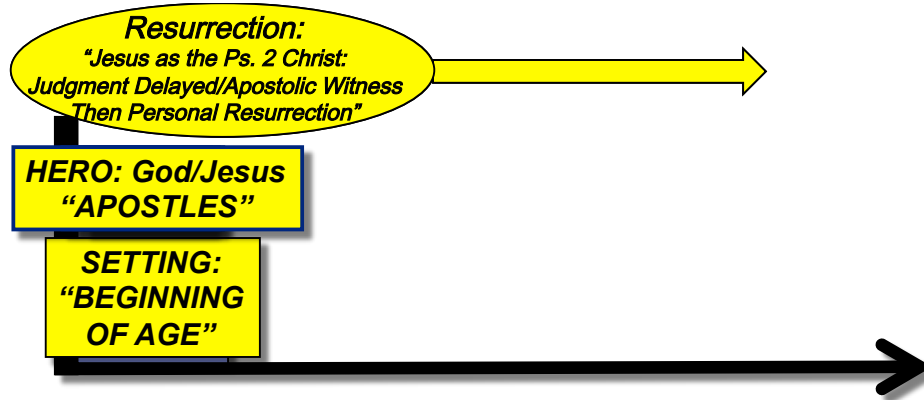 Resurrection:
“Jesus as the Ps. 2 Christ:
Judgment Delayed/Apostolic Witness
Then Personal Resurrection”
HERO: God/Jesus
“APOSTLES”
SETTING:
“BEGINNING
OF AGE”